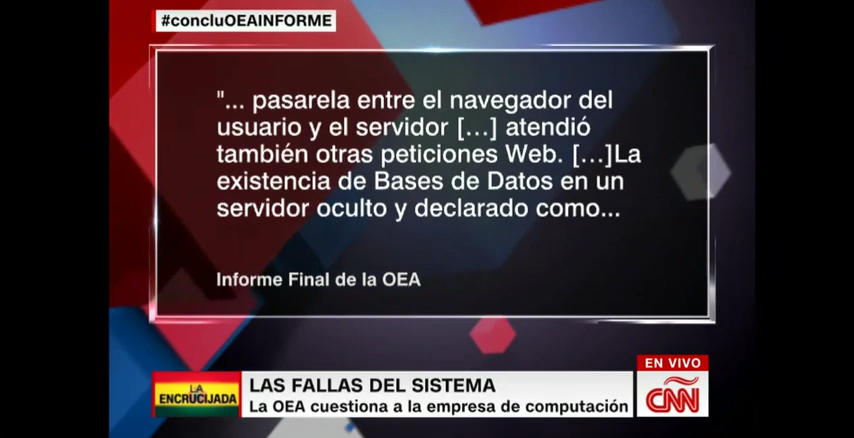 #concluOEAINFORME
"... pasarela entre el navegador del
usuario y el servidor [...] atendió
también otras peticiones Web. [...]La
existencia de Bases de Datos en un
servidor oculto y declarado como...
Informe Final de la OEA
EN VIVO
LA
ENCRUCIJADA
LAS FALLAS DEL SISTEMA
La OEA cuestiona a la empresa de computación
CNN